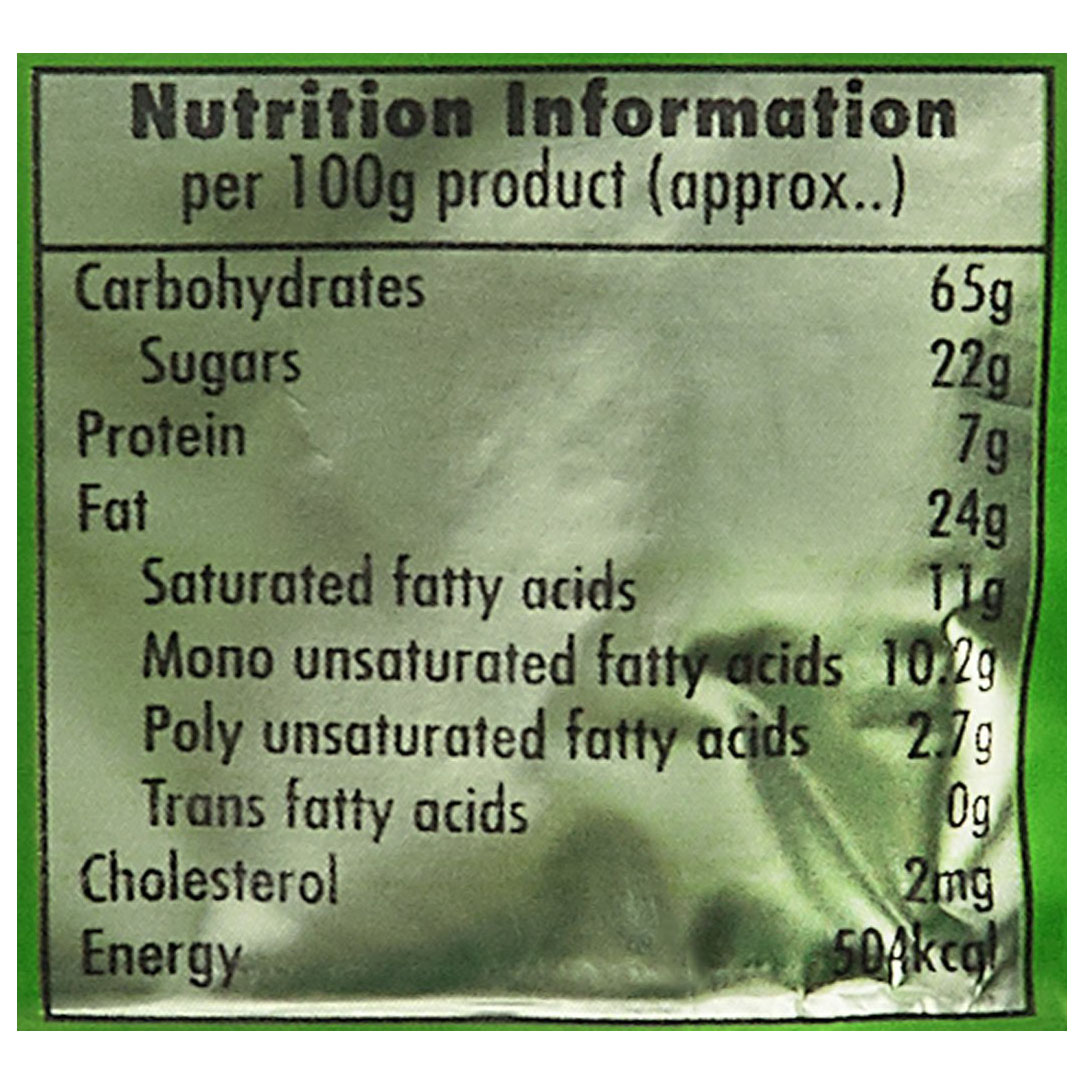 Nutrition Information
per 100g product (approx..)
Carbohydrates 65g
Sugars 22g
Protein 7g
Fat 24g
Saturated fatty acids 11g
Mono unsaturated fatty acids 10.2g
Poly unsaturated fatty acids 2.7g
Trans fatty acids 0g
Cholesterol 2mg
Energy 504kcal